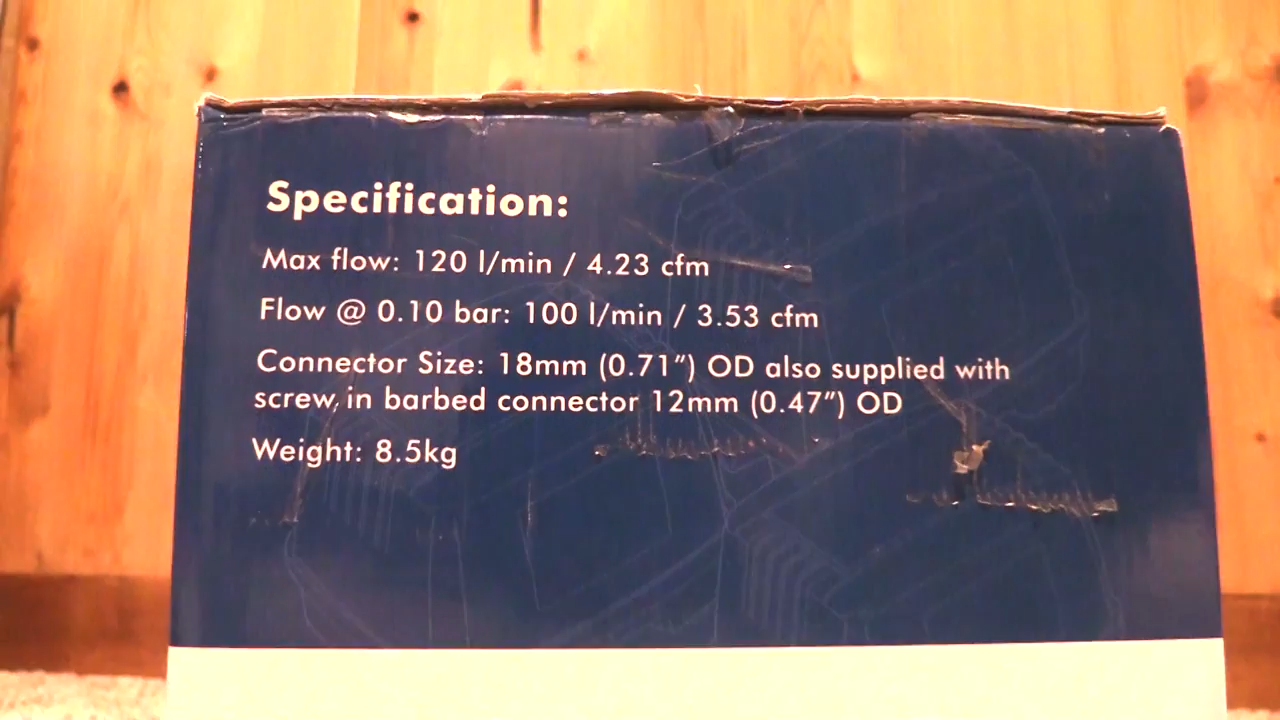 Specification:
Max flow: 120 l/min / 4.23 cfm
Flow @ 0.10 bar: 100 l/min / 3.53 cfm
Connector Size: 18mm (0.71”) OD also supplied with
screw in barbed connector 12mm (0.47”) OD
Weight: 8.5kg